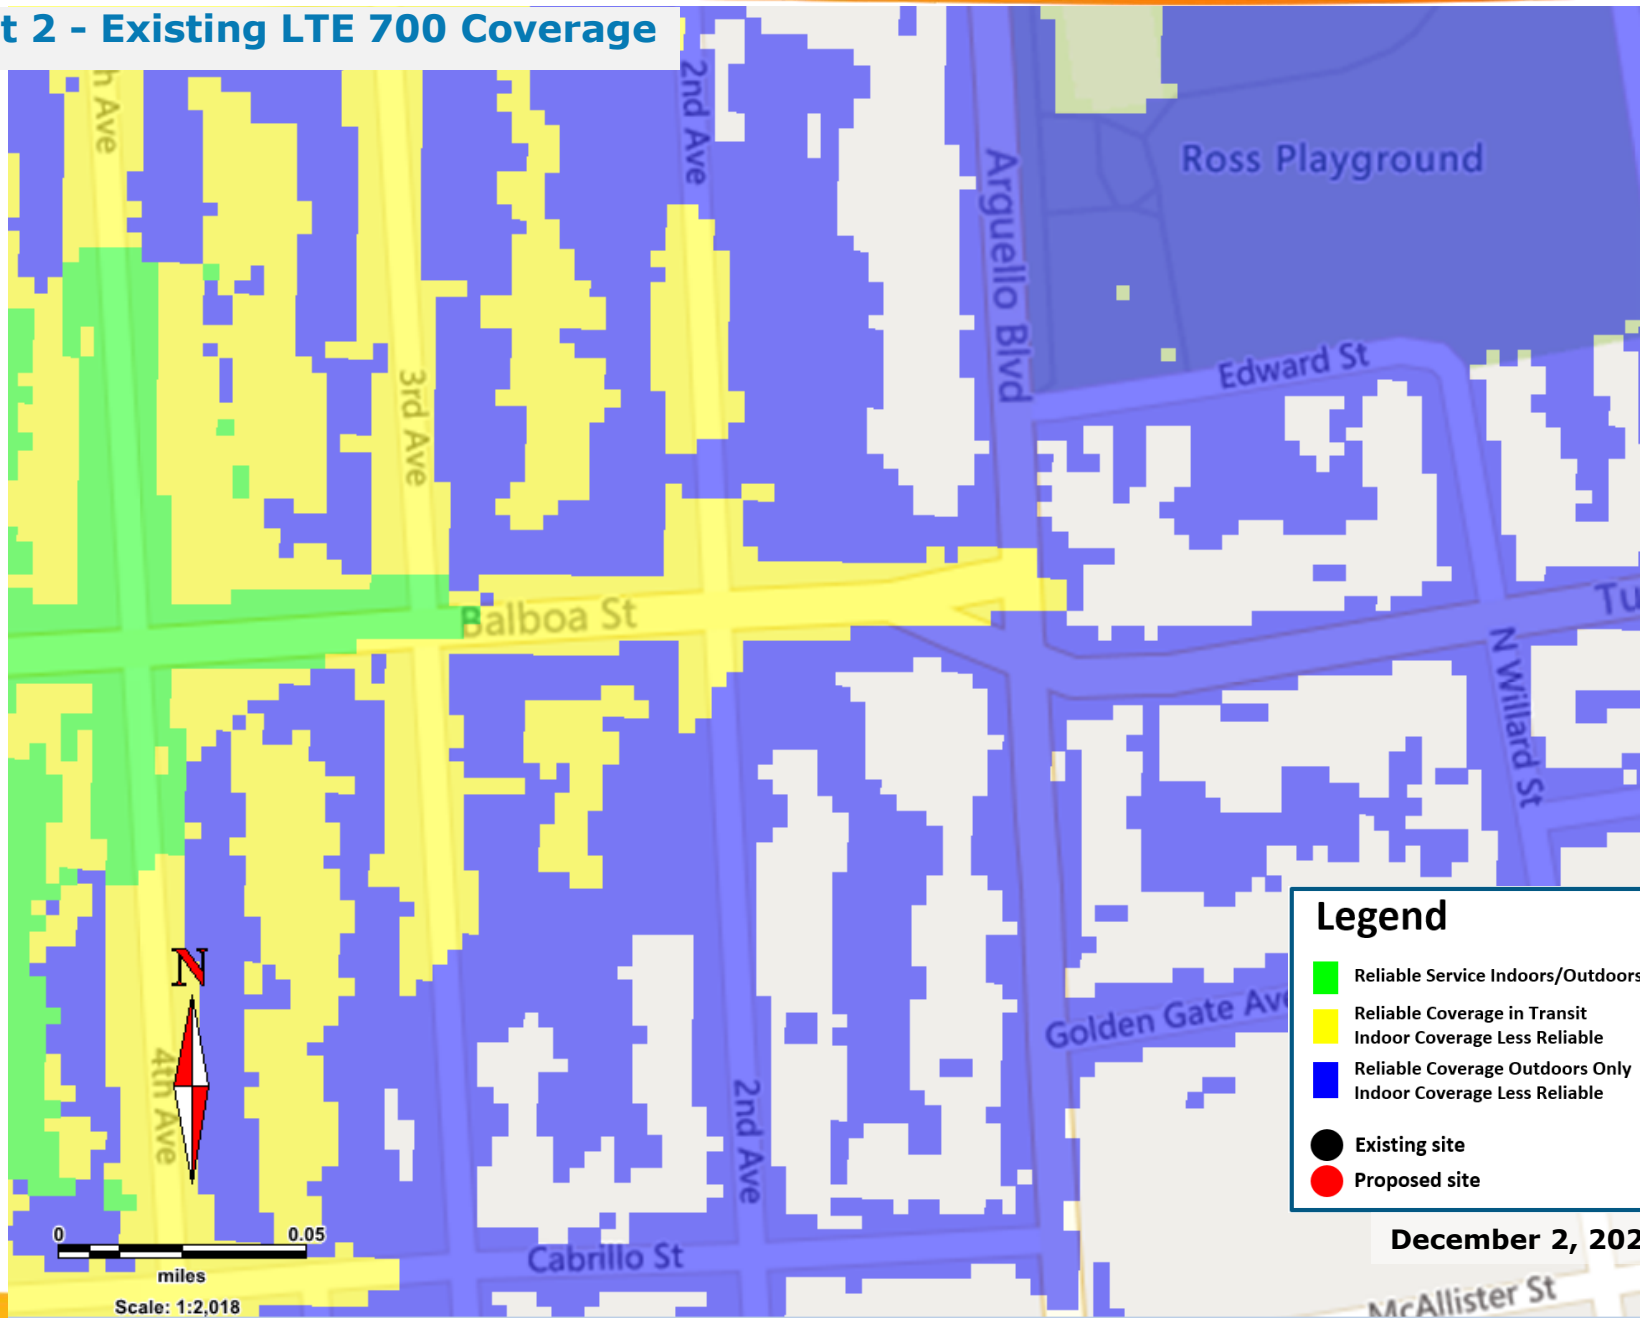 t 2 - Existing LTE 700 Coverage
h Ave
2nd Ave
Arguello Blvd
Ross Playground
3rd Ave
Edward St
Balboa St
Tu
N Willard St
Legend
Reliable Service Indoors/Outdoors
Reliable Coverage in Transit
Indoor Coverage Less Reliable
Reliable Coverage Outdoors Only
Indoor Coverage Less Reliable
Existing site
Proposed site
N
4th Ave
2nd Ave
Golden Gate Ave
0 0.05
miles
Scale: 1:2,018
Cabrillo St
December 2, 202
McAllister St